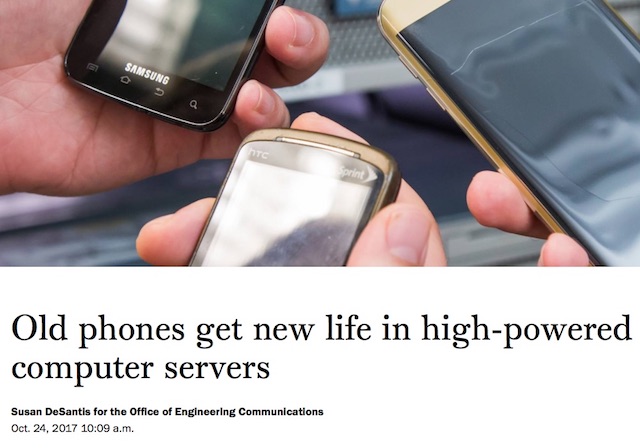 SAMSUNG
hTC
Sprint
Old phones get new life in high-powered
computer servers
Susan DeSantis for the Office of Engineering Communications
Oct. 24, 2017 10:09 a.m.